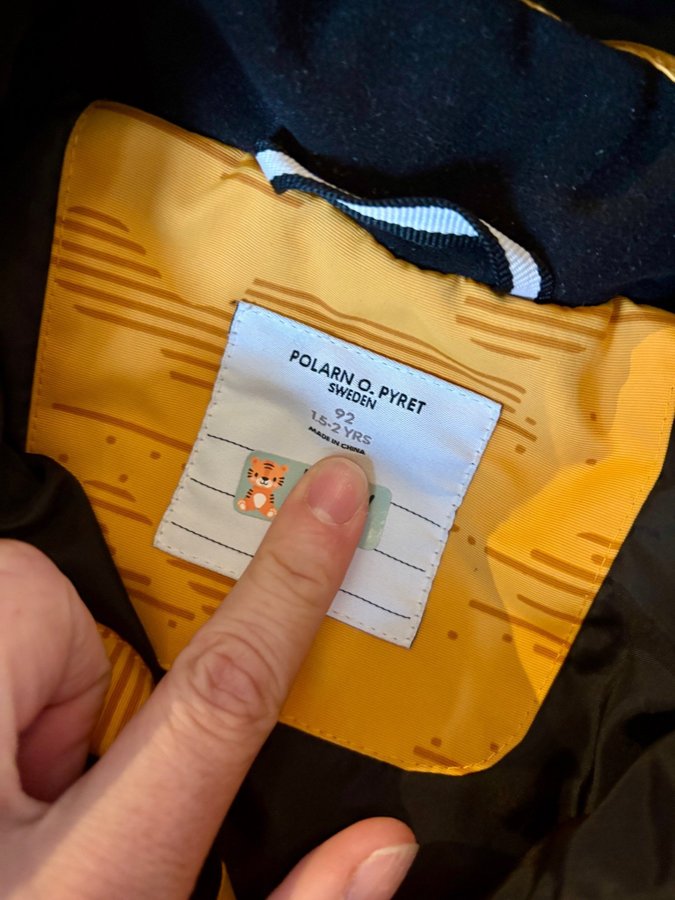 POLARN O. PYRET
SWEDEN
92
1.5-2 YRS
MADE IN CHINA